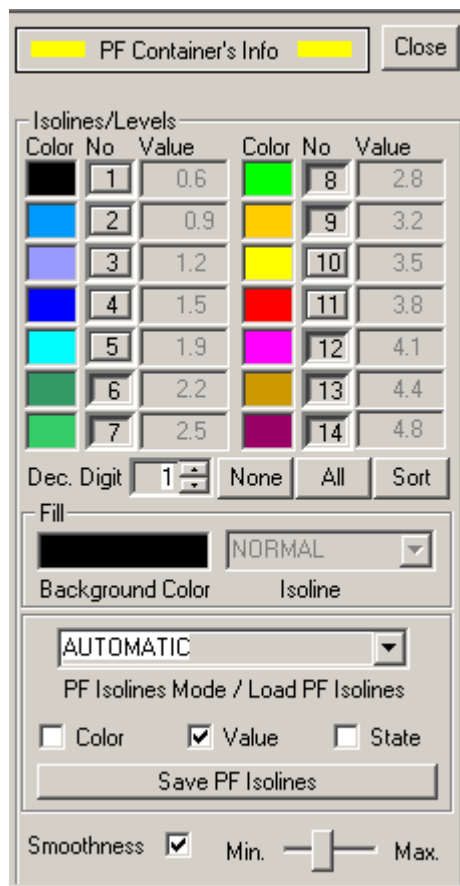 PF Container's Info Close
Isolines/Levels
Color No Value Color No Value
1 0.6 8 2.8
2 0.9 9 3.2
3 1.2 10 3.5
4 1.5 11 3.8
5 1.9 12 4.1
6 2.2 13 4.4
7 2.5 14 4.8
Dec. Digit 1 None All Sort
Fill
NORMAL
Background Color Isoline
AUTOMATIC
PF Isolines Mode / Load PF Isolines
Color Value State
Save PF Isolines
Smoothness Min. Max.